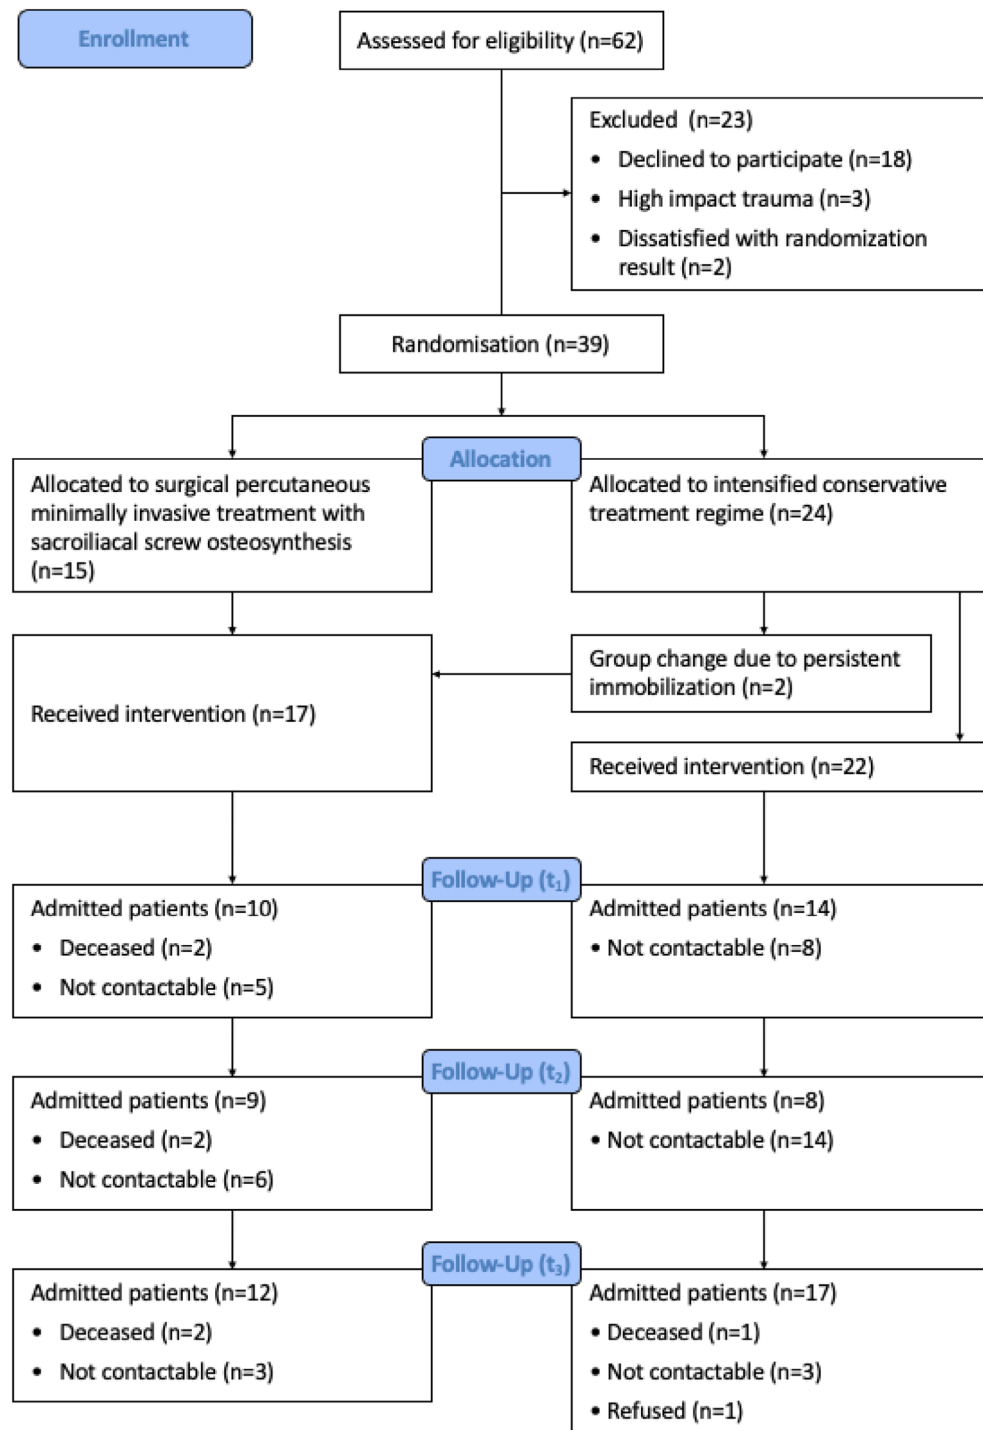 Enrollment
Assessed for eligibility (n=62)
Excluded  (n=23)
• Declined to participate (n=18)
• High impact trauma (n=3)
• Dissatisfied with randomization
result (n=2)
Randomisation (n=39)
Allocation
Allocated to surgical percutaneous
minimally invasive treatment with
sacroiliacal screw osteosynthesis
(n=15)
Allocated to intensified conservative
treatment regime (n=24)
Group change due to persistent
immobilization (n=2)
Received intervention (n=17)
Received intervention (n=22)
Follow-Up (t₁)
Admitted patients (n=10)
• Deceased (n=2)
• Not contactable (n=5)
Admitted patients (n=14)
• Not contactable (n=8)
Follow-Up (t₂)
Admitted patients (n=9)
• Deceased (n=2)
• Not contactable (n=6)
Admitted patients (n=8)
• Not contactable (n=14)
Follow-Up (t₃)
Admitted patients (n=12)
• Deceased (n=2)
• Not contactable (n=3)
Admitted patients (n=17)
• Deceased (n=1)
• Not contactable (n=3)
• Refused (n=1)